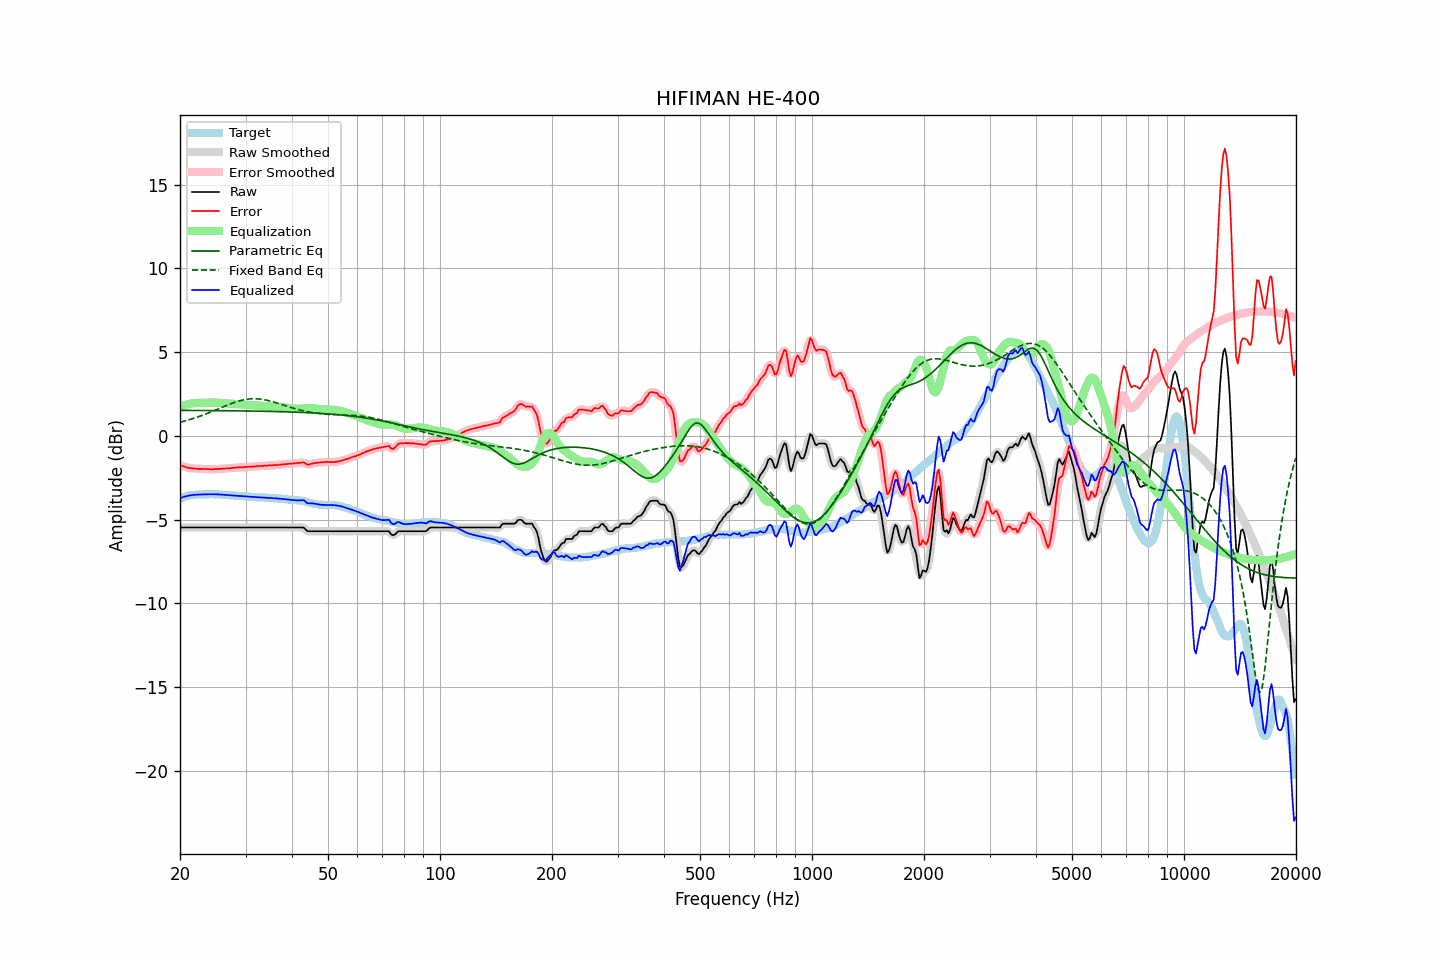 HIFIMAN HE-400
Target
Raw Smoothed
Error Smoothed
Raw
Error
Equalization
Parametric Eq
Fixed Band Eq
Equalized
15
10
5
0
−5
−10
−15
−20
Amplitude (dBr)
20
50
100
200
500
1000
2000
5000
10000
20000
Frequency (Hz)